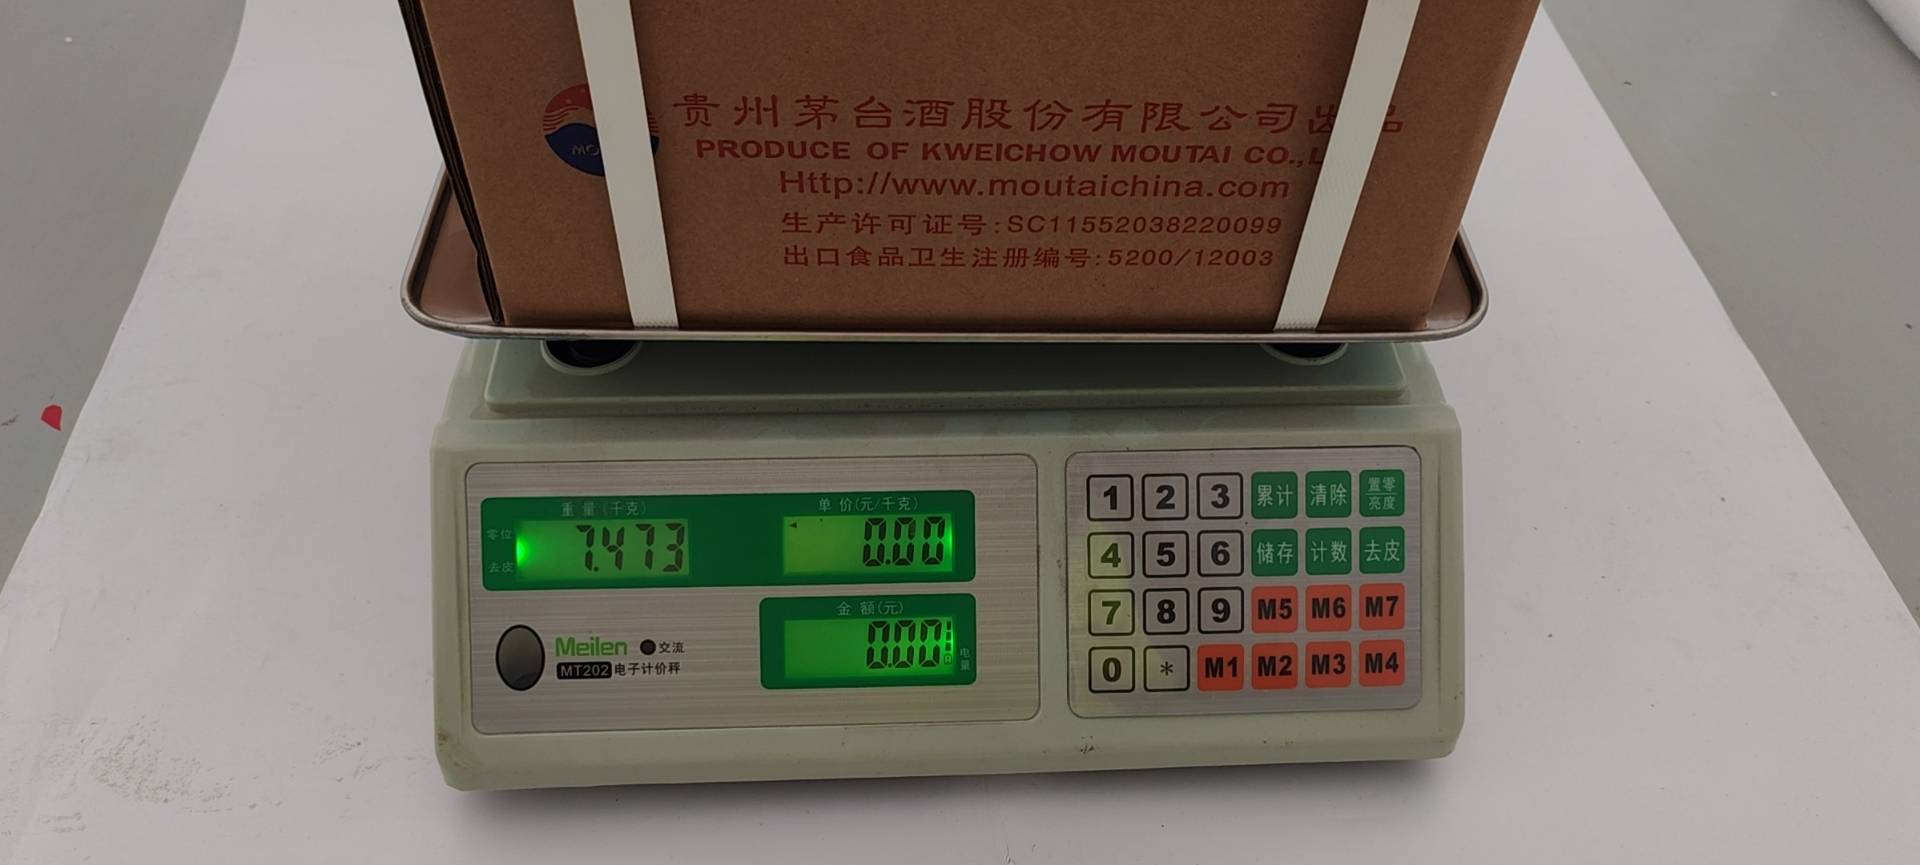 贵州茅台酒股份有限公司出品
MO
PRODUCE OF KWEICHOW MOUTAI CO.,L
Http://www.moutaichina.com
生产许可证号:SC11552038220099
出口食品卫生注册编号:5200/12003
重量(千克)
单价(元/千克)
零位
去皮
7.473
0.00
金额(元)
0.00
电量
Meilen
交流
MT202 电子计价秤
1 2 3 累计 清除 置零 亮度
4 5 6 储存 计数 去皮
7 8 9 M5 M6 M7
0 * M1 M2 M3 M4